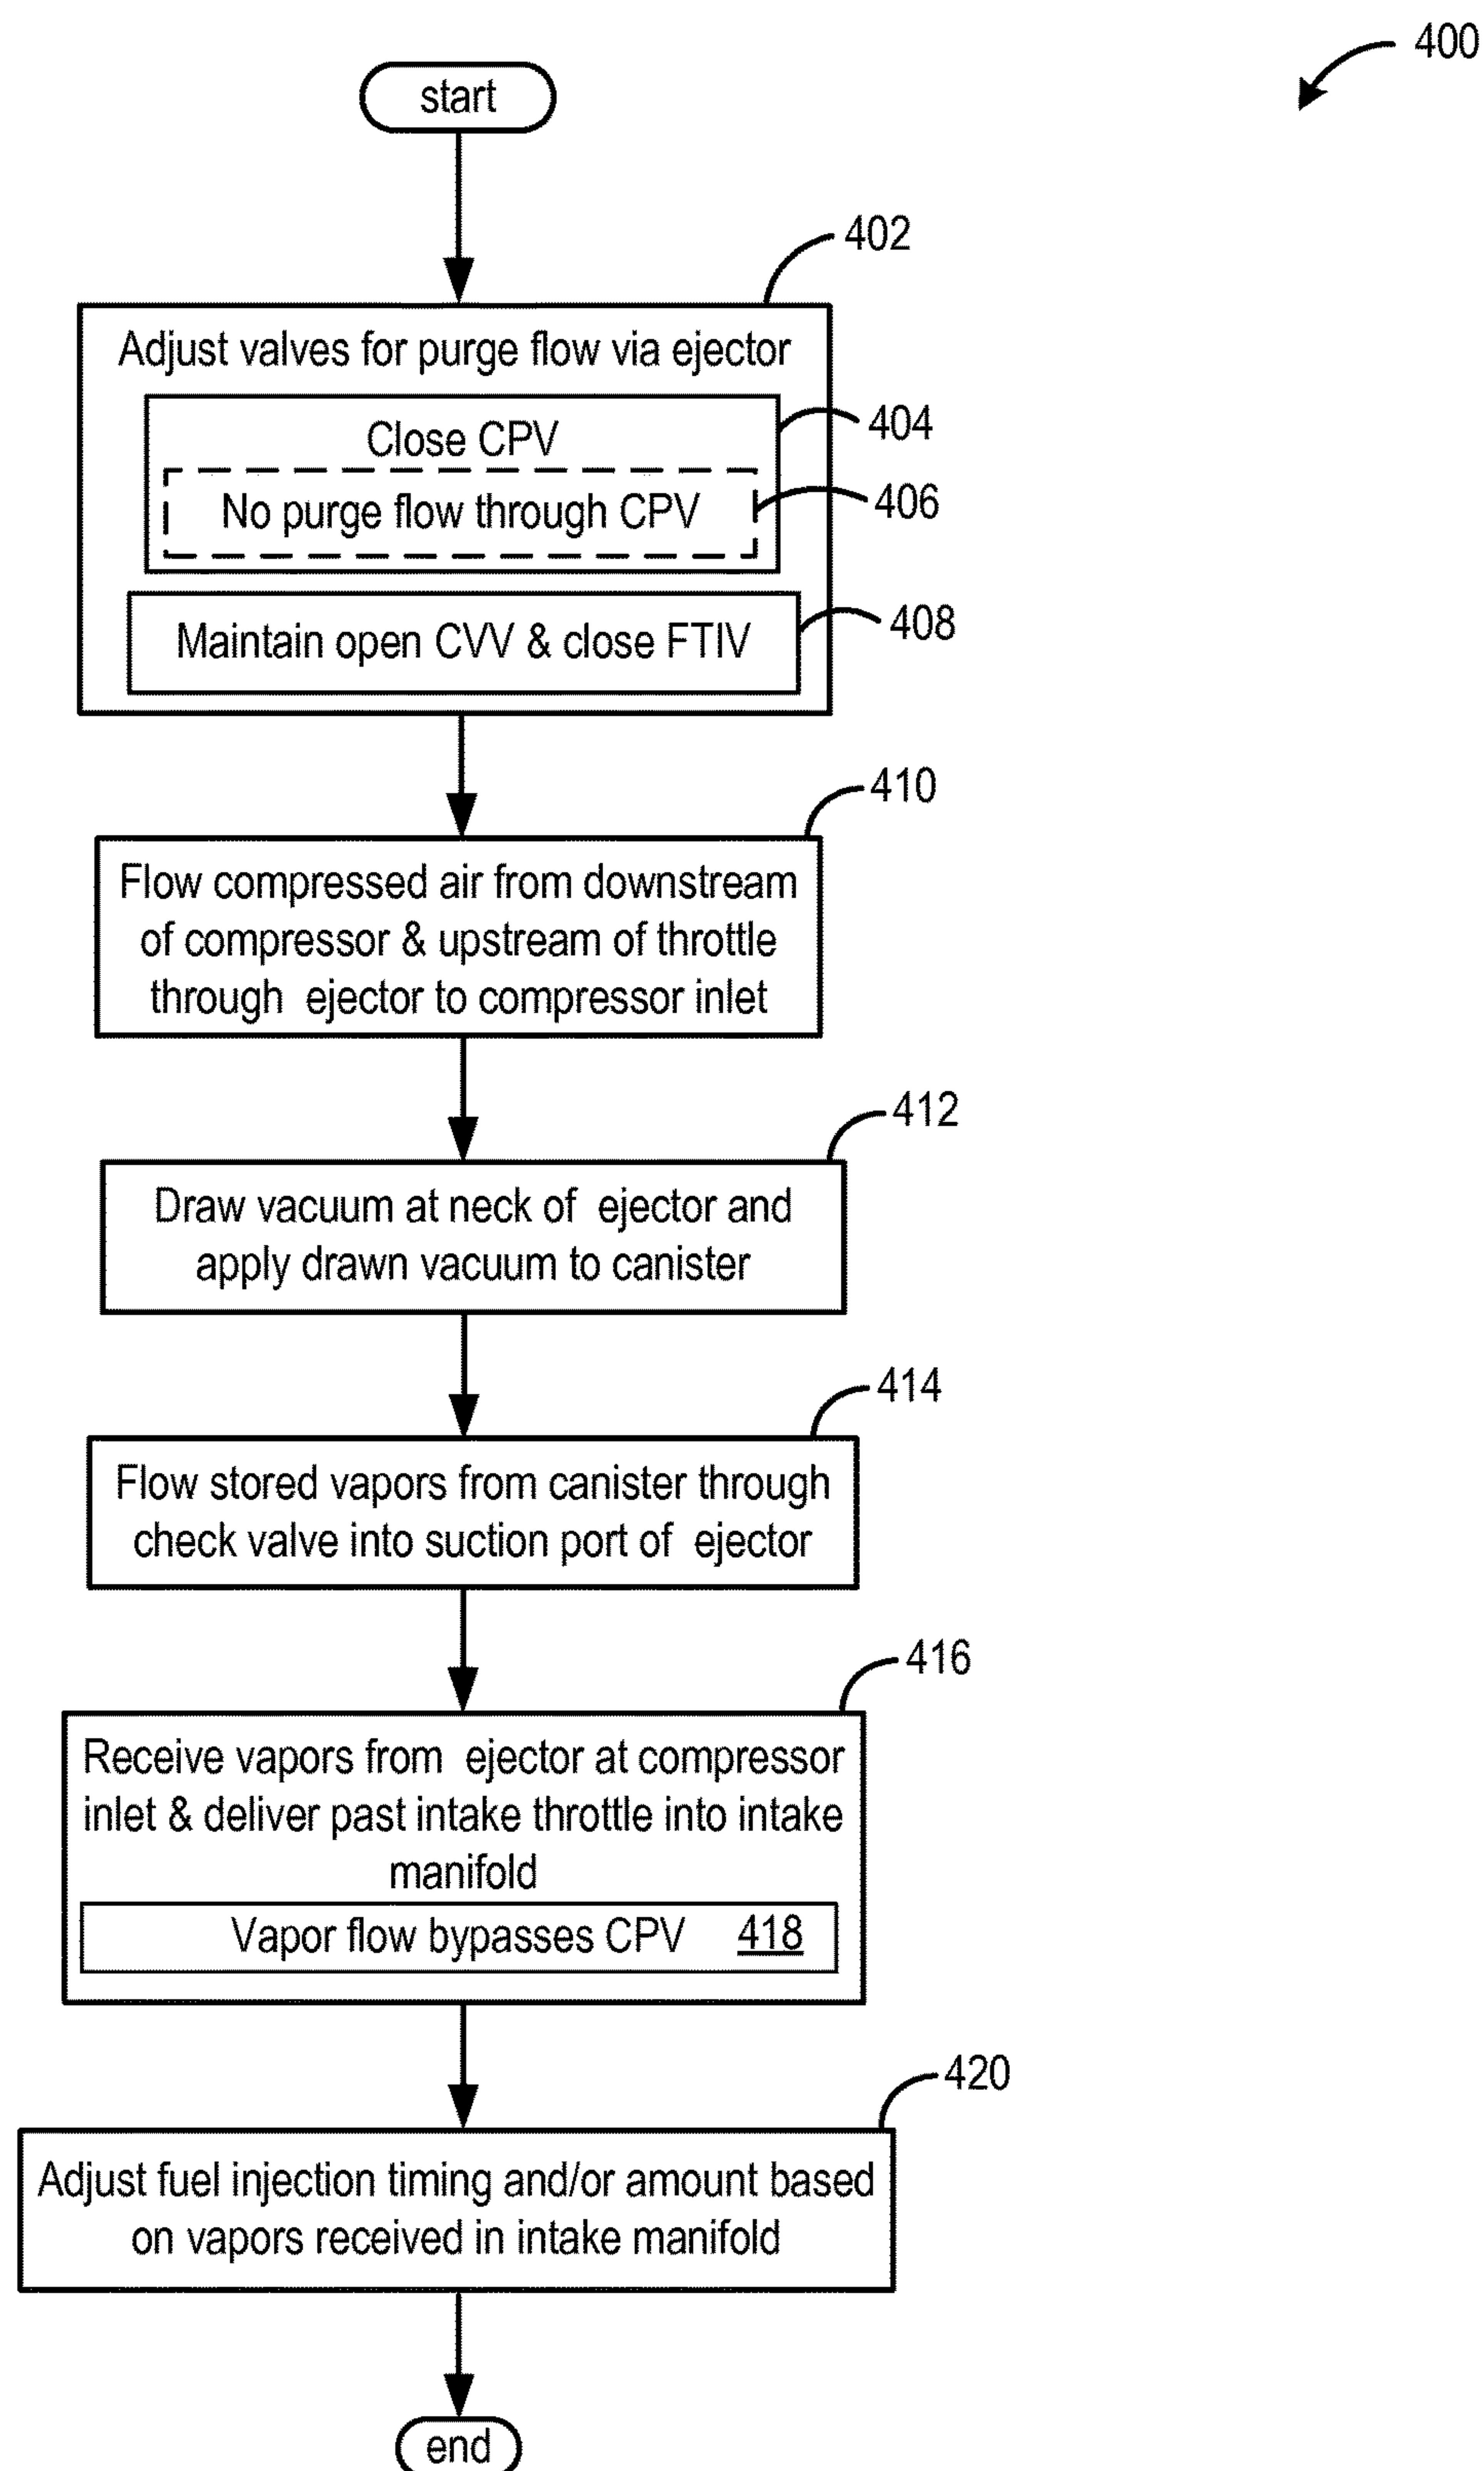 400
start
402
Adjust valves for purge flow via ejector
404
Close CPV
406
No purge flow through CPV
408
Maintain open CVV & close FTIV
410
Flow compressed air from downstream
of compressor & upstream of throttle
through ejector to compressor inlet
412
Draw vacuum at neck of ejector and
apply drawn vacuum to canister
414
Flow stored vapors from canister through
check valve into suction port of ejector
416
Receive vapors from ejector at compressor
inlet & deliver past intake throttle into intake
manifold
Vapor flow bypasses CPV 418
420
Adjust fuel injection timing and/or amount based
on vapors received in intake manifold
end